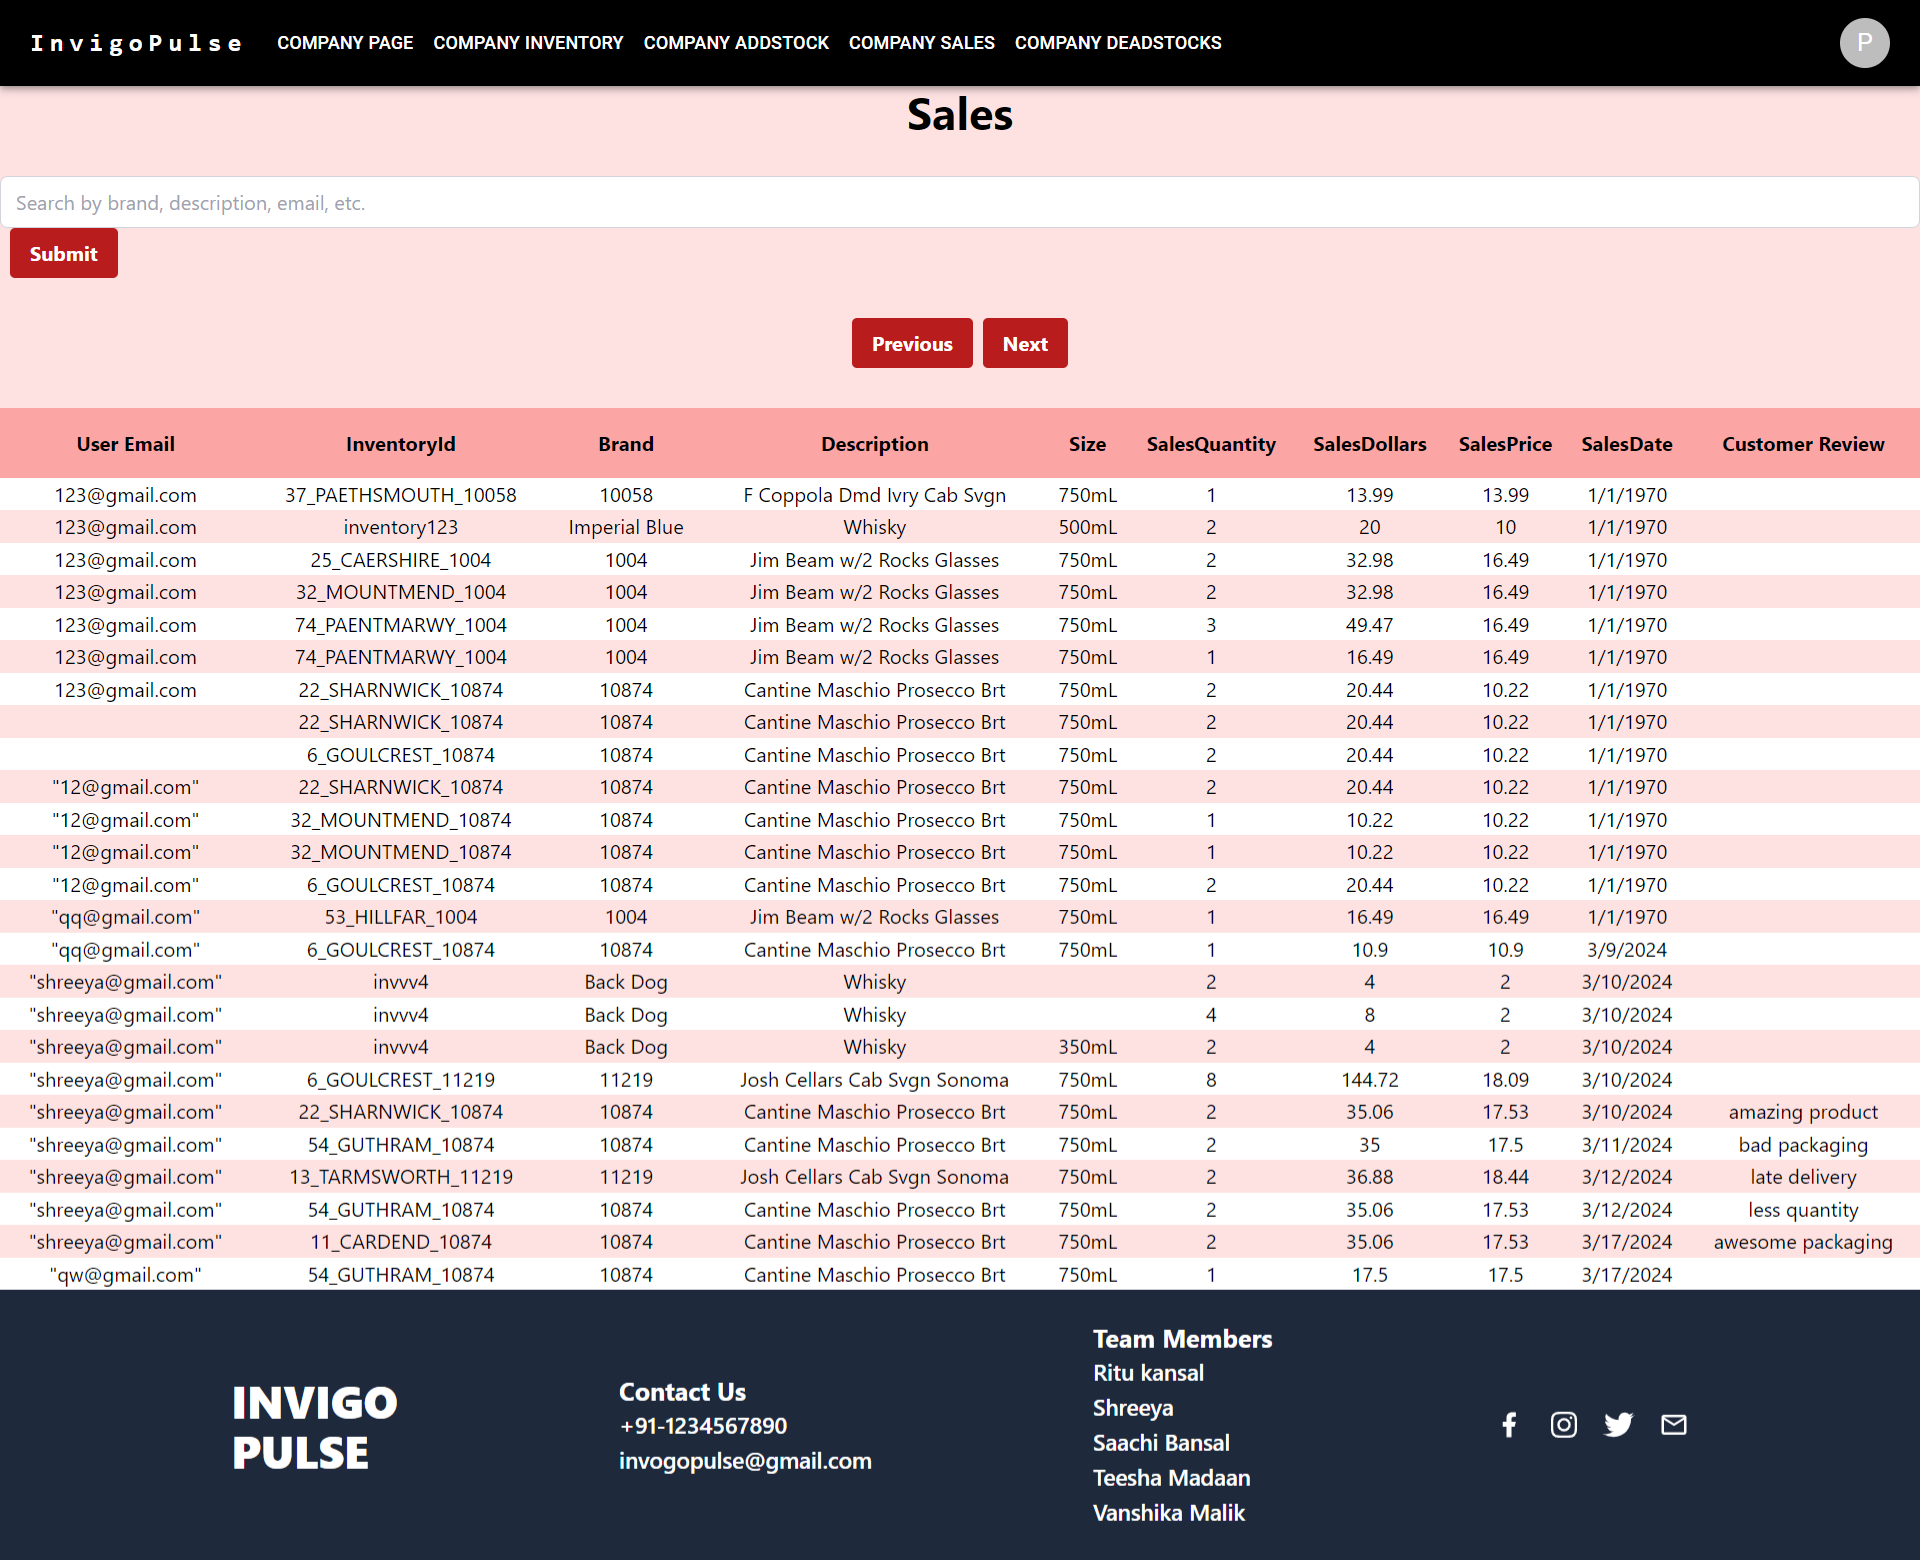 InvigoPulse COMPANY PAGE COMPANY INVENTORY COMPANY ADDSTOCK COMPANY SALES COMPANY DEADSTOCKS P
Sales
Search by brand, description, email, etc.
Submit
Previous Next
User Email InventoryId Brand Description Size SalesQuantity SalesDollars SalesPrice SalesDate Customer Review
123@gmail.com 37_PAETHSMOUTH_10058 10058 F Coppola Dmd Ivry Cab Svgn 750mL 1 13.99 13.99 1/1/1970
123@gmail.com inventory123 Imperial Blue Whisky 500mL 2 20 10 1/1/1970
123@gmail.com 25_CAERSHIRE_1004 1004 Jim Beam w/2 Rocks Glasses 750mL 2 32.98 16.49 1/1/1970
123@gmail.com 32_MOUNTMEND_1004 1004 Jim Beam w/2 Rocks Glasses 750mL 2 32.98 16.49 1/1/1970
123@gmail.com 74_PAENTMARWY_1004 1004 Jim Beam w/2 Rocks Glasses 750mL 3 49.47 16.49 1/1/1970
123@gmail.com 74_PAENTMARWY_1004 1004 Jim Beam w/2 Rocks Glasses 750mL 1 16.49 16.49 1/1/1970
123@gmail.com 22_SHARNWICK_10874 10874 Cantine Maschio Prosecco Brt 750mL 2 20.44 10.22 1/1/1970
22_SHARNWICK_10874 10874 Cantine Maschio Prosecco Brt 750mL 2 20.44 10.22 1/1/1970
6_GOULCREST_10874 10874 Cantine Maschio Prosecco Brt 750mL 2 20.44 10.22 1/1/1970
"12@gmail.com" 22_SHARNWICK_10874 10874 Cantine Maschio Prosecco Brt 750mL 2 20.44 10.22 1/1/1970
"12@gmail.com" 32_MOUNTMEND_10874 10874 Cantine Maschio Prosecco Brt 750mL 1 10.22 10.22 1/1/1970
"12@gmail.com" 32_MOUNTMEND_10874 10874 Cantine Maschio Prosecco Brt 750mL 1 10.22 10.22 1/1/1970
"12@gmail.com" 6_GOULCREST_10874 10874 Cantine Maschio Prosecco Brt 750mL 2 20.44 10.22 1/1/1970
"qq@gmail.com" 53_HILLFAR_1004 1004 Jim Beam w/2 Rocks Glasses 750mL 1 16.49 16.49 1/1/1970
"qq@gmail.com" 6_GOULCREST_10874 10874 Cantine Maschio Prosecco Brt 750mL 1 10.9 10.9 3/9/2024
"shreeya@gmail.com" invvv4 Back Dog Whisky 2 4 2 3/10/2024
"shreeya@gmail.com" invvv4 Back Dog Whisky 4 8 2 3/10/2024
"shreeya@gmail.com" invvv4 Back Dog Whisky 350mL 2 4 2 3/10/2024
"shreeya@gmail.com" 6_GOULCREST_11219 11219 Josh Cellars Cab Svgn Sonoma 750mL 8 144.72 18.09 3/10/2024
"shreeya@gmail.com" 22_SHARNWICK_10874 10874 Cantine Maschio Prosecco Brt 750mL 2 35.06 17.53 3/10/2024 amazing product
"shreeya@gmail.com" 54_GUTHRAM_10874 10874 Cantine Maschio Prosecco Brt 750mL 2 35 17.5 3/11/2024 bad packaging
"shreeya@gmail.com" 13_TARMSWORTH_11219 11219 Josh Cellars Cab Svgn Sonoma 750mL 2 36.88 18.44 3/12/2024 late delivery
"shreeya@gmail.com" 54_GUTHRAM_10874 10874 Cantine Maschio Prosecco Brt 750mL 2 35.06 17.53 3/12/2024 less quantity
"shreeya@gmail.com" 11_CARDEND_10874 10874 Cantine Maschio Prosecco Brt 750mL 2 35.06 17.53 3/17/2024 awesome packaging
"qw@gmail.com" 54_GUTHRAM_10874 10874 Cantine Maschio Prosecco Brt 750mL 1 17.5 17.5 3/17/2024
INVIGO
PULSE
Contact Us
+91-1234567890
invogopulse@gmail.com
Team Members
Ritu kansal
Shreeya
Saachi Bansal
Teesha Madaan
Vanshika Malik